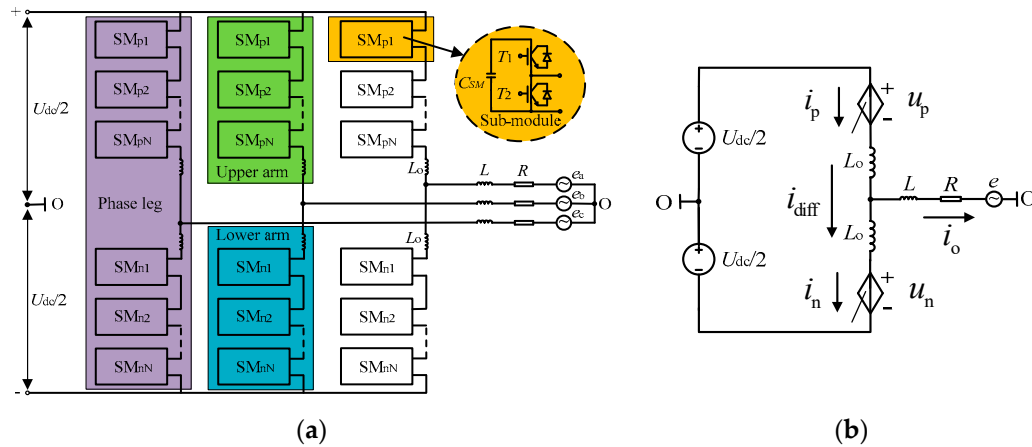 +
SMp1
SMp1
SMp1
T1
CSM
T2
Sub-module
SMp2
SMp2
SMp2
Udc/2
SMpN
SMpN
SMpN
Upper arm
Lo
L
R
ea
O
Phase leg
eb
O
ec
Lower arm
Lo
SMn1
SMn1
SMn1
Udc/2
SMn2
SMn2
SMn2
SMnN
SMnN
SMnN
-
(a)
ip
+
up
-
Udc/2
+
-
Lo
idiff
L
R
e
O
O
io
Lo
Udc/2
+
-
in
+
un
-
(b)